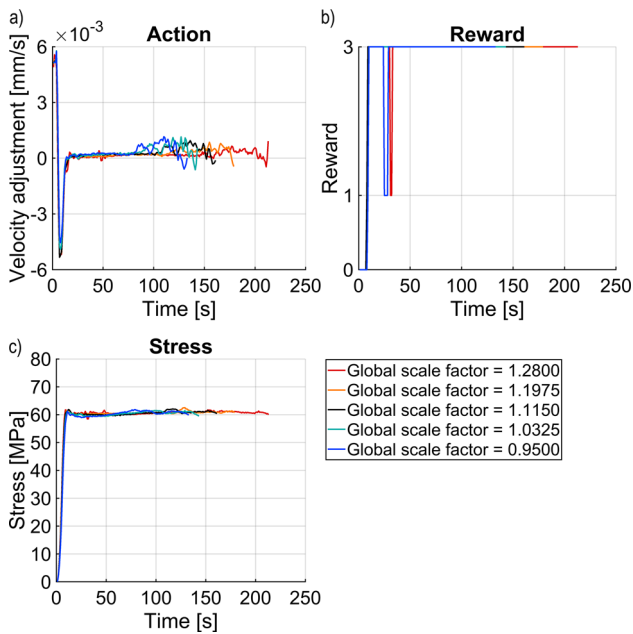 a)
Action
×10⁻³
6
3
0
-3
-6
Velocity adjustment [mm/s]
0 50 100 150 200 250
Time [s]
b)
Reward
3
1
0
Reward
0 50 100 150 200 250
Time [s]
c)
Stress
80
70
60
50
40
30
20
10
0
Stress [MPa]
0 50 100 150 200 250
Time [s]
Global scale factor = 1.2800
Global scale factor = 1.1975
Global scale factor = 1.1150
Global scale factor = 1.0325
Global scale factor = 0.9500